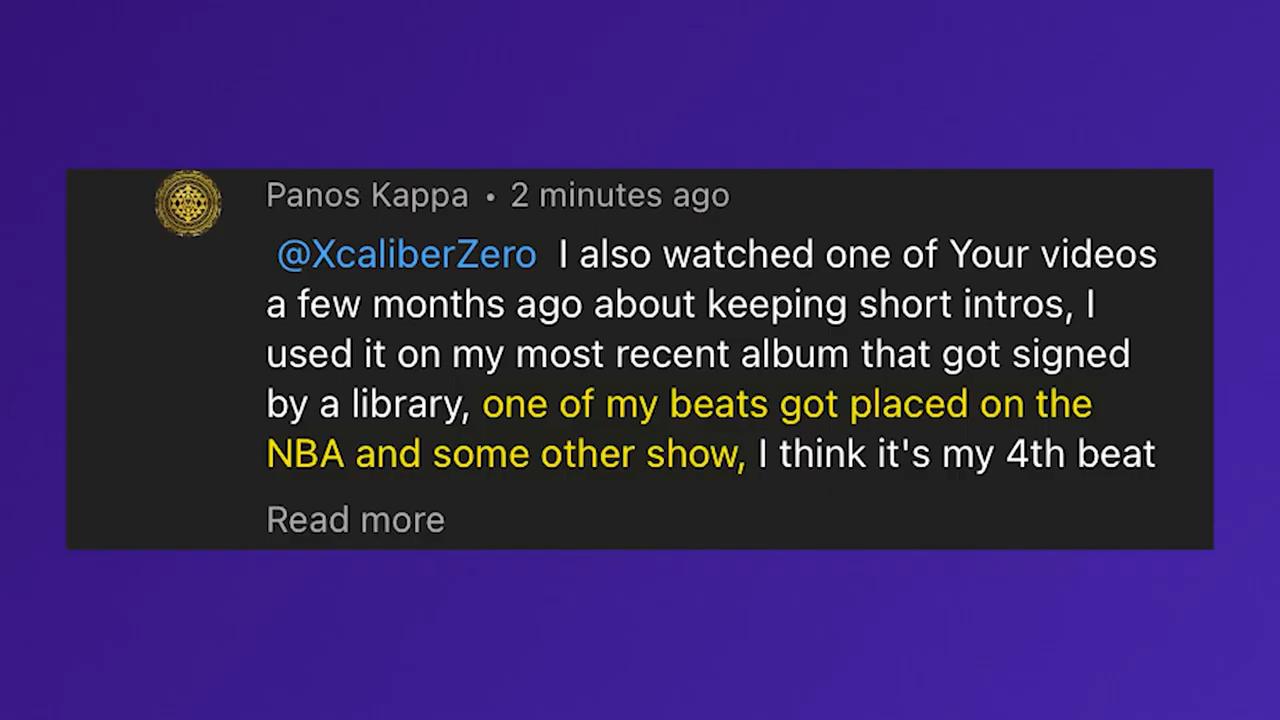 Panos Kappa • 2 minutes ago
@XcaliberZero I also watched one of Your videos
a few months ago about keeping short intros, I
used it on my most recent album that got signed
by a library, one of my beats got placed on the
NBA and some other show, I think it's my 4th beat
Read more